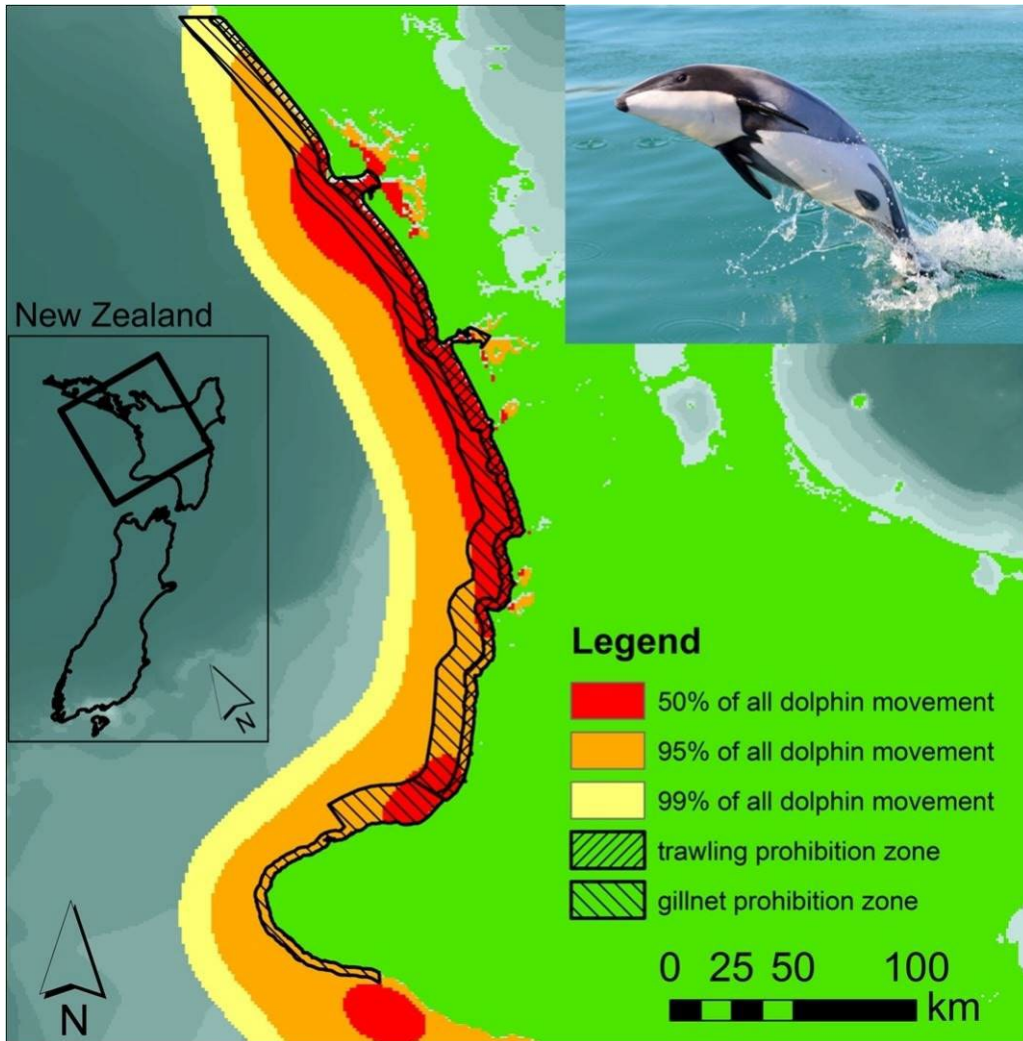 New Zealand
N
Legend
50% of all dolphin movement
95% of all dolphin movement
99% of all dolphin movement
trawling prohibition zone
gillnet prohibition zone
0 25 50 100
km
N